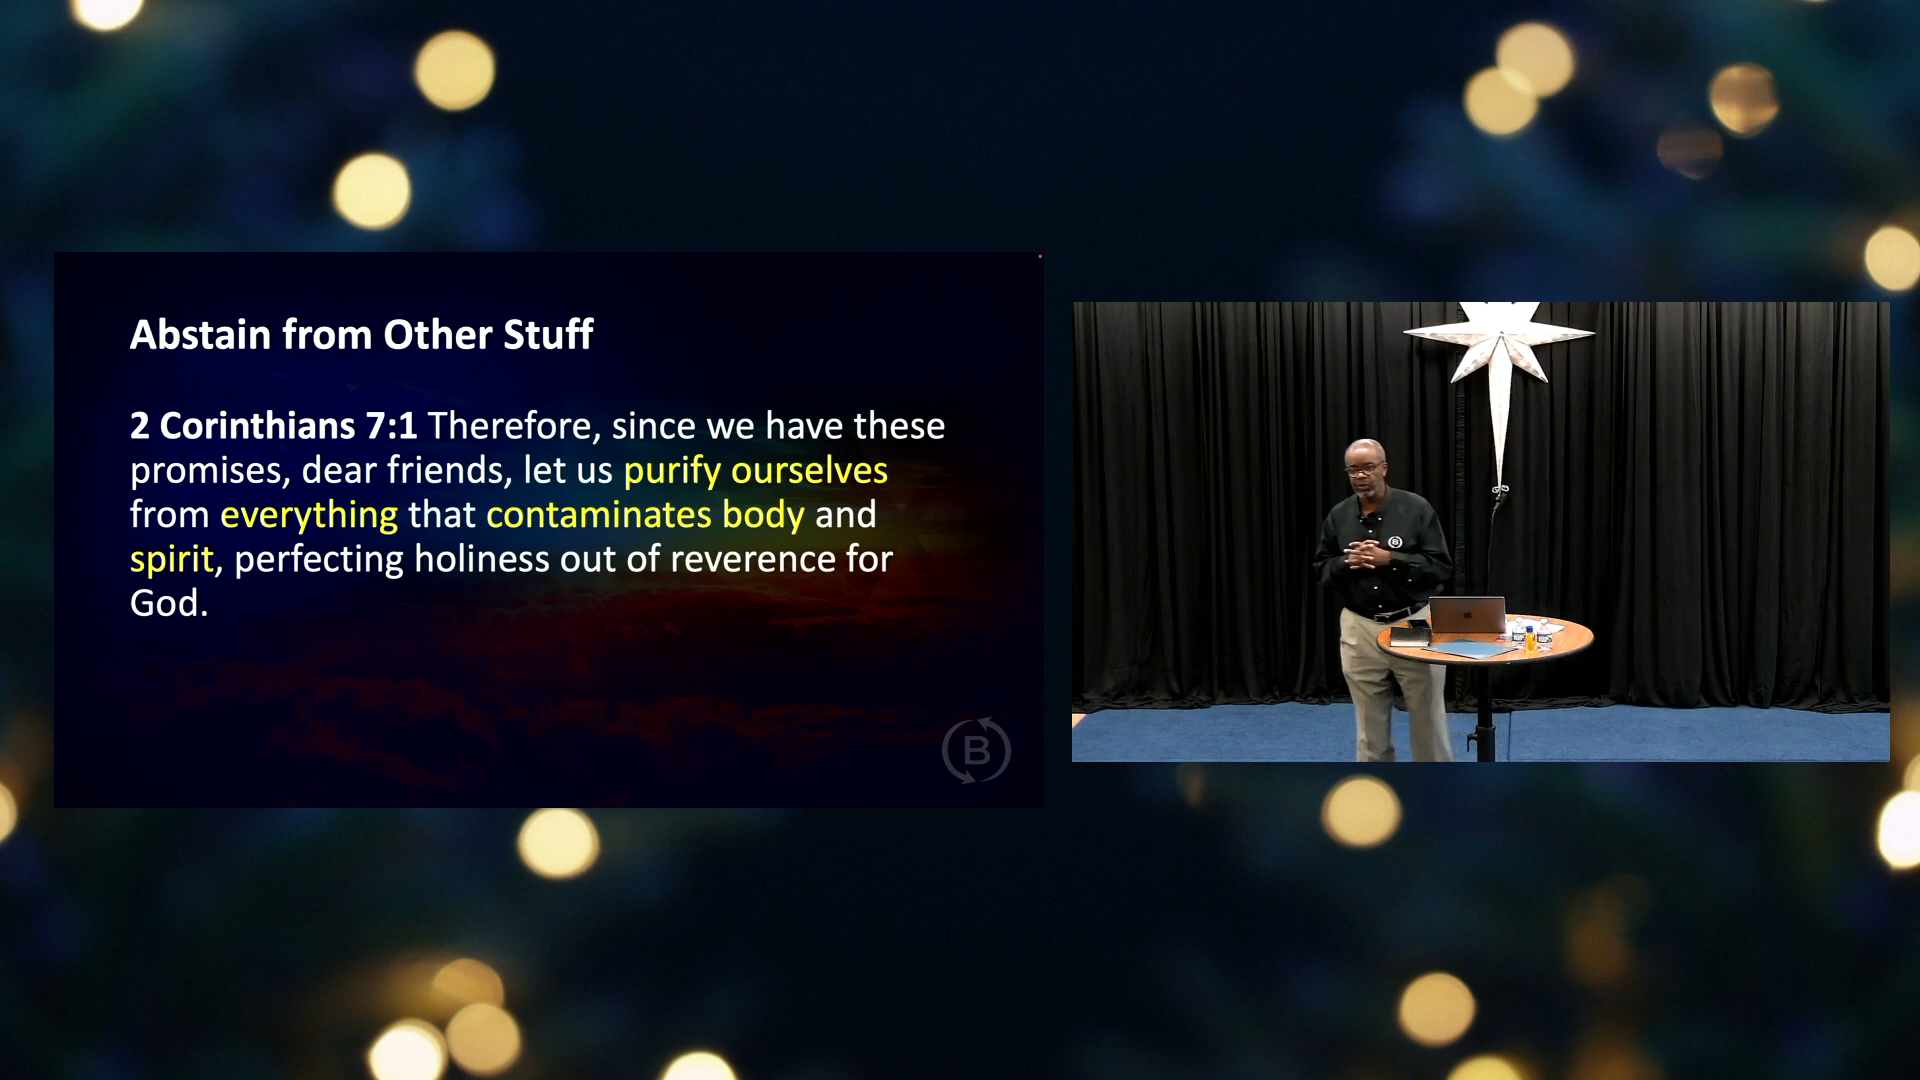 Abstain from Other Stuff
2 Corinthians 7:1 Therefore, since we have these
promises, dear friends, let us purify ourselves
from everything that contaminates body and
spirit, perfecting holiness out of reverence for
God.
B
B